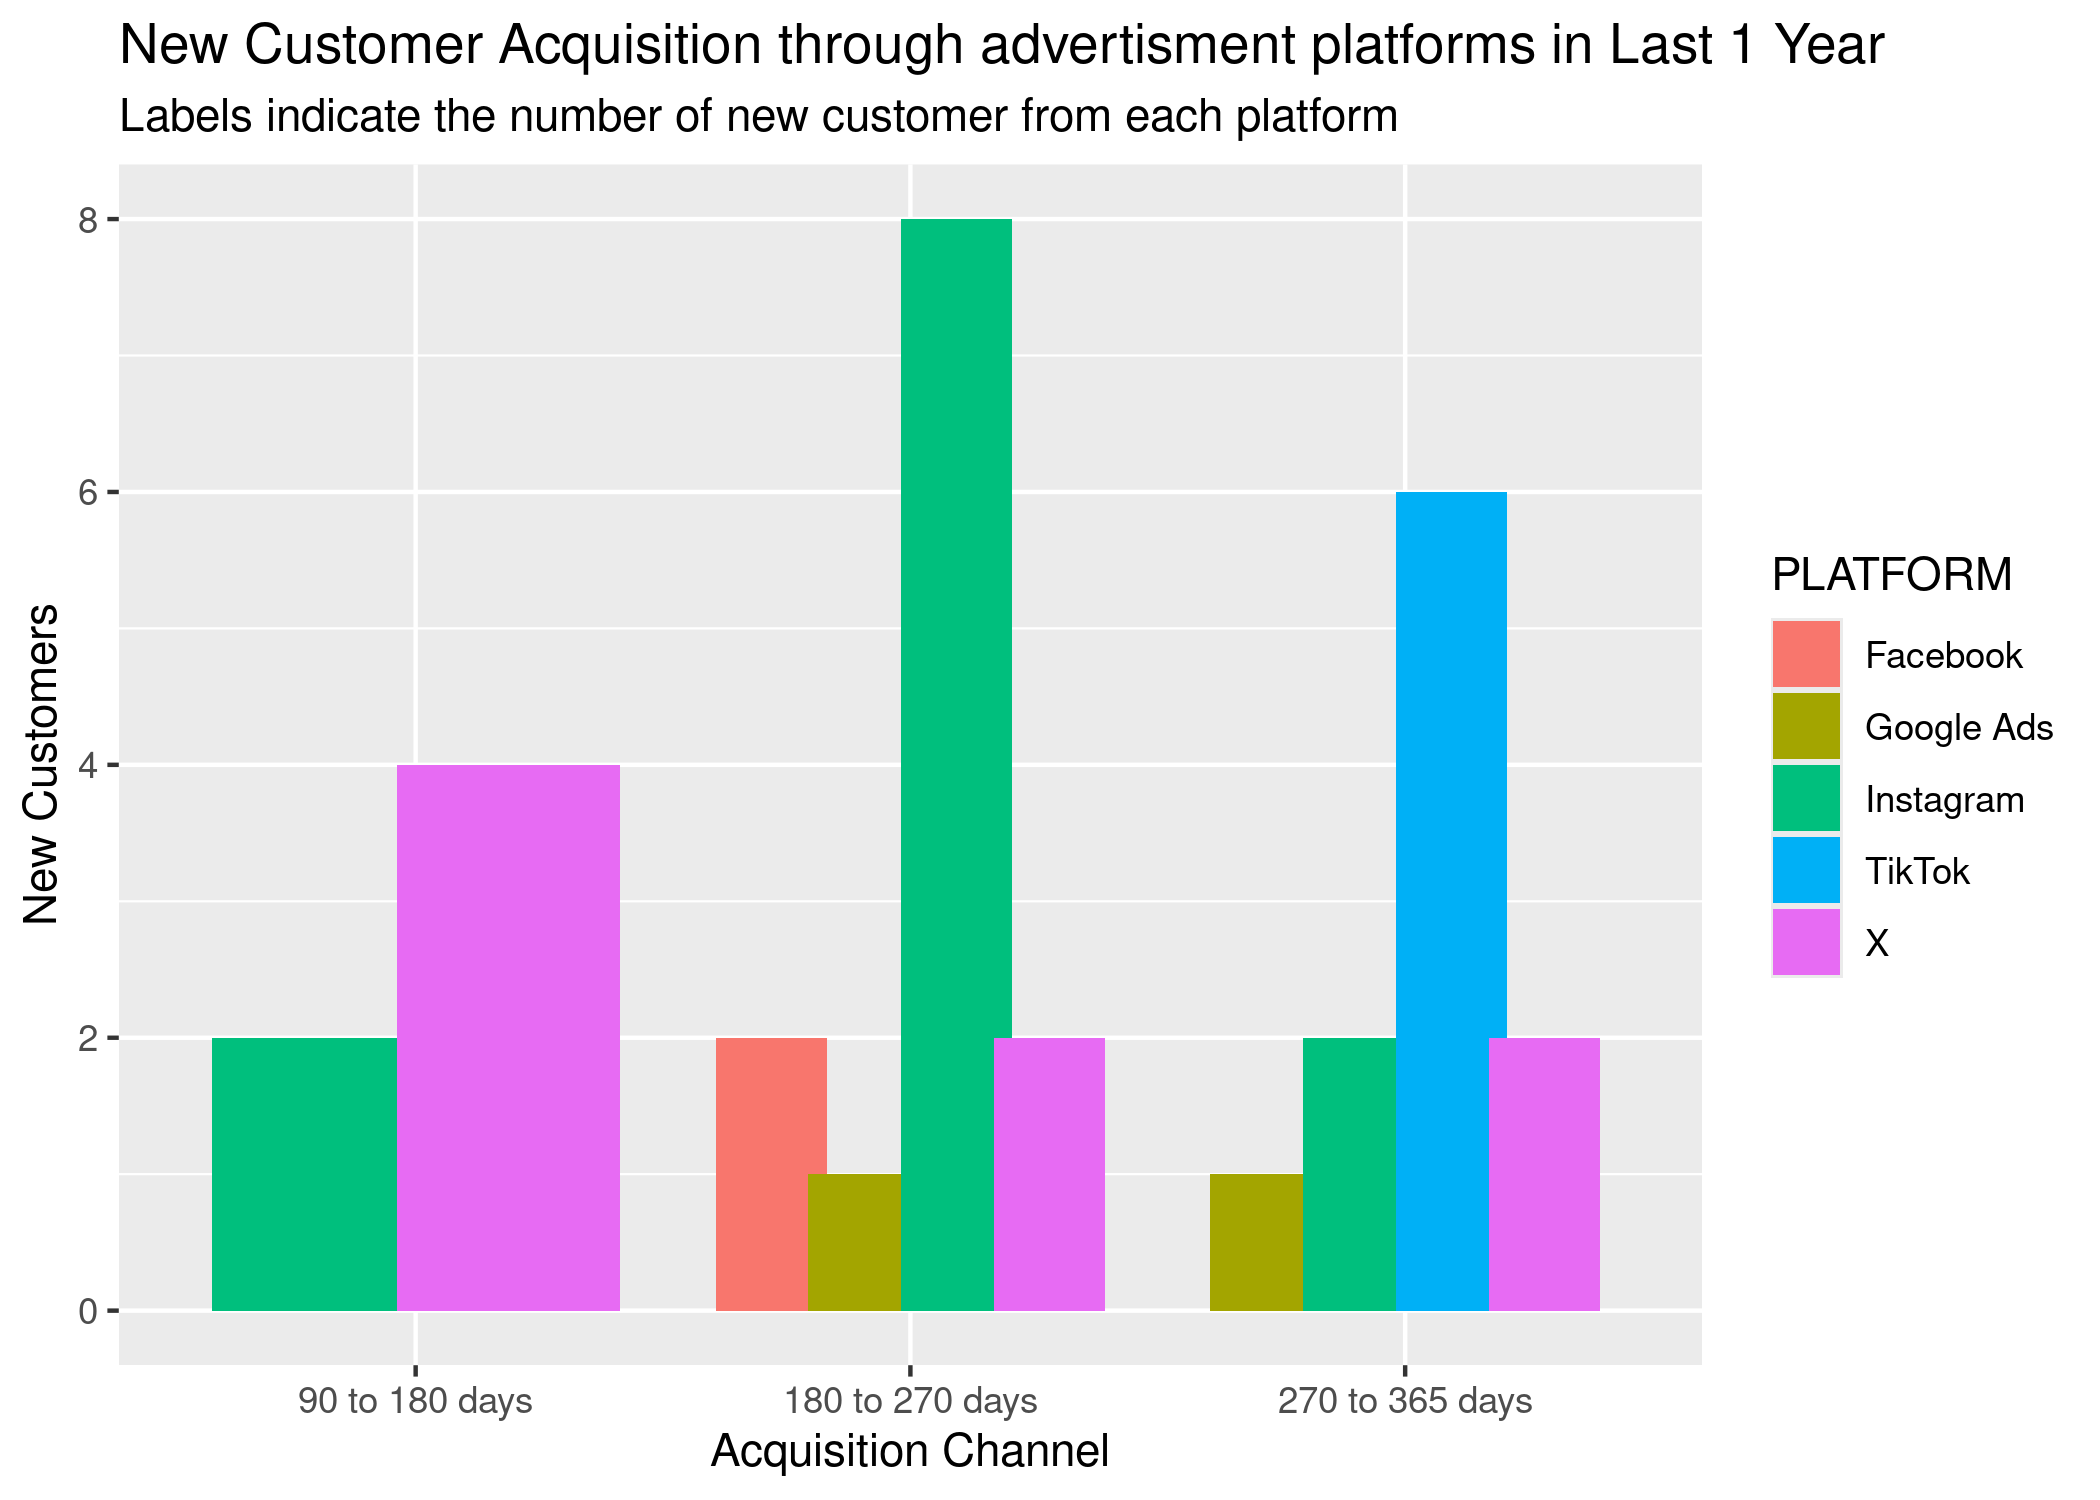 New Customer Acquisition through advertisment platforms in Last 1 Year
Labels indicate the number of new customer from each platform
New Customers
8
6
4
2
0
90 to 180 days
180 to 270 days
270 to 365 days
Acquisition Channel
PLATFORM
Facebook
Google Ads
Instagram
TikTok
X